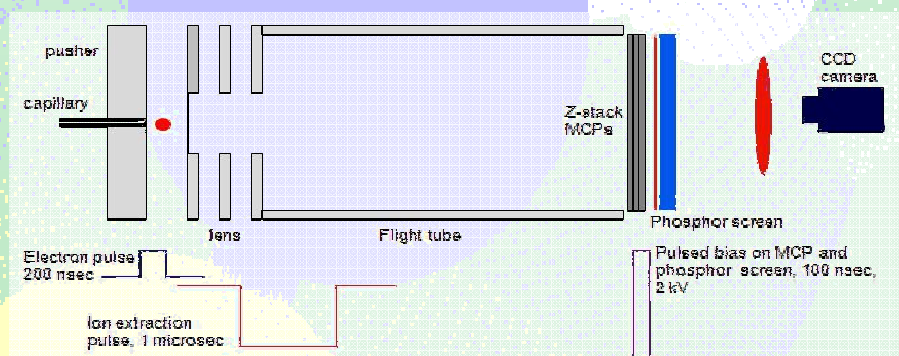 pusher
capillary
CCD
camera
Z-stack
MCPs
lens
Flight tube
Phosphor screen
Electron pulse
200 nsec
Pulsed bias on MCP and
phosphor screen, 100 nsec,
2 kV
Ion extraction
pulse, 1 microsec